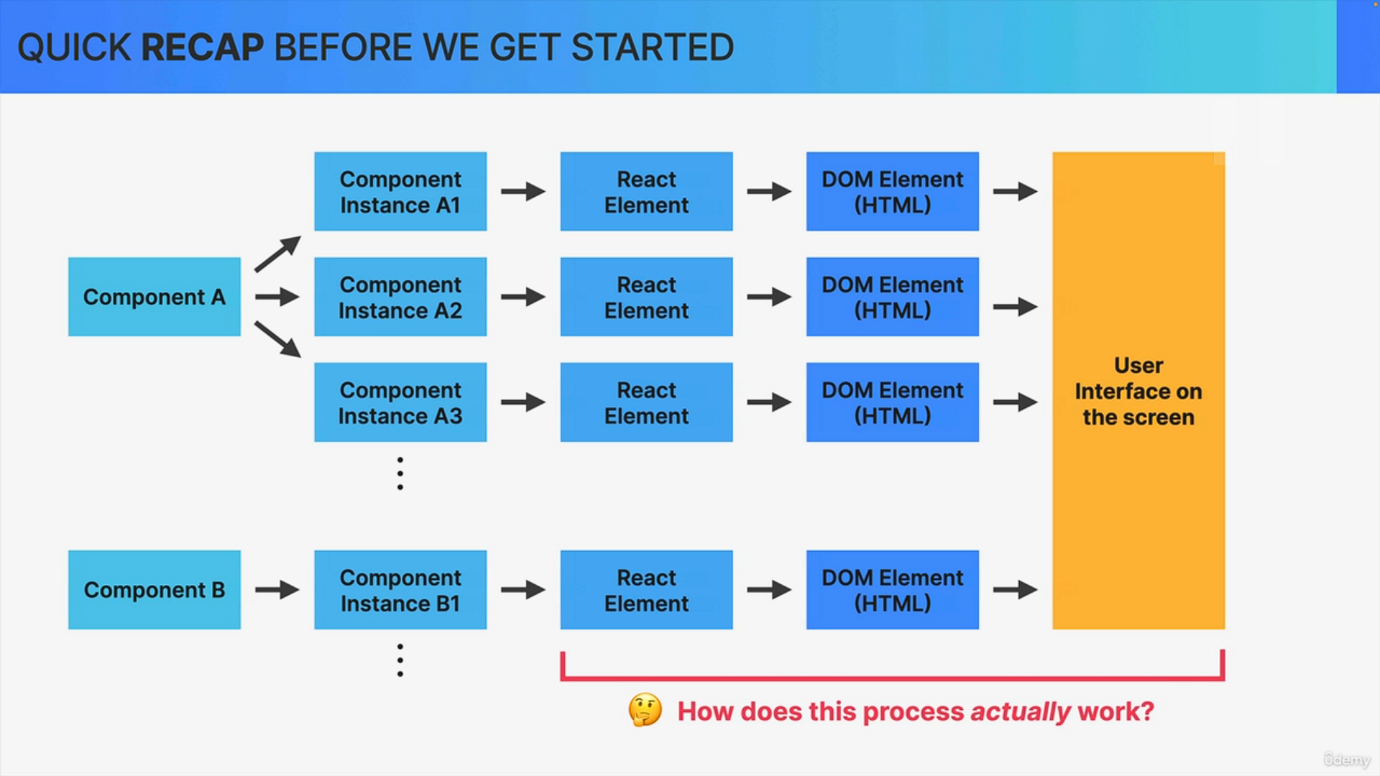 QUICK RECAP BEFORE WE GET STARTED
Component
Instance A1
React
Element
DOM Element
(HTML)
Component A
Component
Instance A2
React
Element
DOM Element
(HTML)
Component
Instance A3
React
Element
DOM Element
(HTML)
User
Interface on
the screen
Component B
Component
Instance B1
React
Element
DOM Element
(HTML)
How does this process actually work?
ûdemy